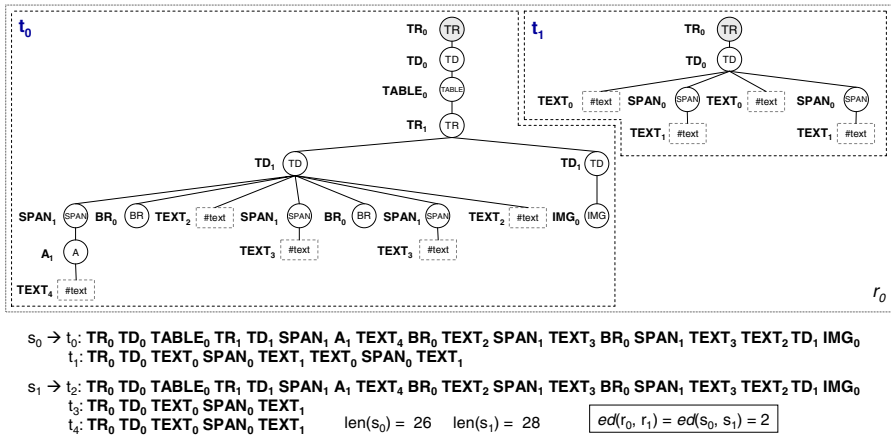 t₀
TR₀ TR
TD₀ TD
TABLE₀ TABLE
TR₁ TR
TD₁ TD TD₁ TD
SPAN₁ SPAN BR₀ BR TEXT₂ #text SPAN₁ SPAN BR₀ BR SPAN₁ SPAN TEXT₂ #text IMG₀ IMG
A₁ A TEXT₃ #text TEXT₃ #text
TEXT₄ #text
t₁
TR₀ TR
TD₀ TD
TEXT₀ #text SPAN₀ SPAN TEXT₀ #text SPAN₀ SPAN
TEXT₁ #text TEXT₁ #text
r₀
s₀ → t₀: TR₀ TD₀ TABLE₀ TR₁ TD₁ SPAN₁ A₁ TEXT₄ BR₀ TEXT₂ SPAN₁ TEXT₃ BR₀ SPAN₁ TEXT₃ TEXT₂ TD₁ IMG₀
t₁: TR₀ TD₀ TEXT₀ SPAN₀ TEXT₁ TEXT₀ SPAN₀ TEXT₁
s₁ → t₂: TR₀ TD₀ TABLE₀ TR₁ TD₁ SPAN₁ A₁ TEXT₄ BR₀ TEXT₂ SPAN₁ TEXT₃ BR₀ SPAN₁ TEXT₃ TEXT₂ TD₁ IMG₀
t₃: TR₀ TD₀ TEXT₀ SPAN₀ TEXT₁
t₄: TR₀ TD₀ TEXT₀ SPAN₀ TEXT₁ len(s₀) = 26 len(s₁) = 28 ed(r₀, r₁) = ed(s₀, s₁) = 2